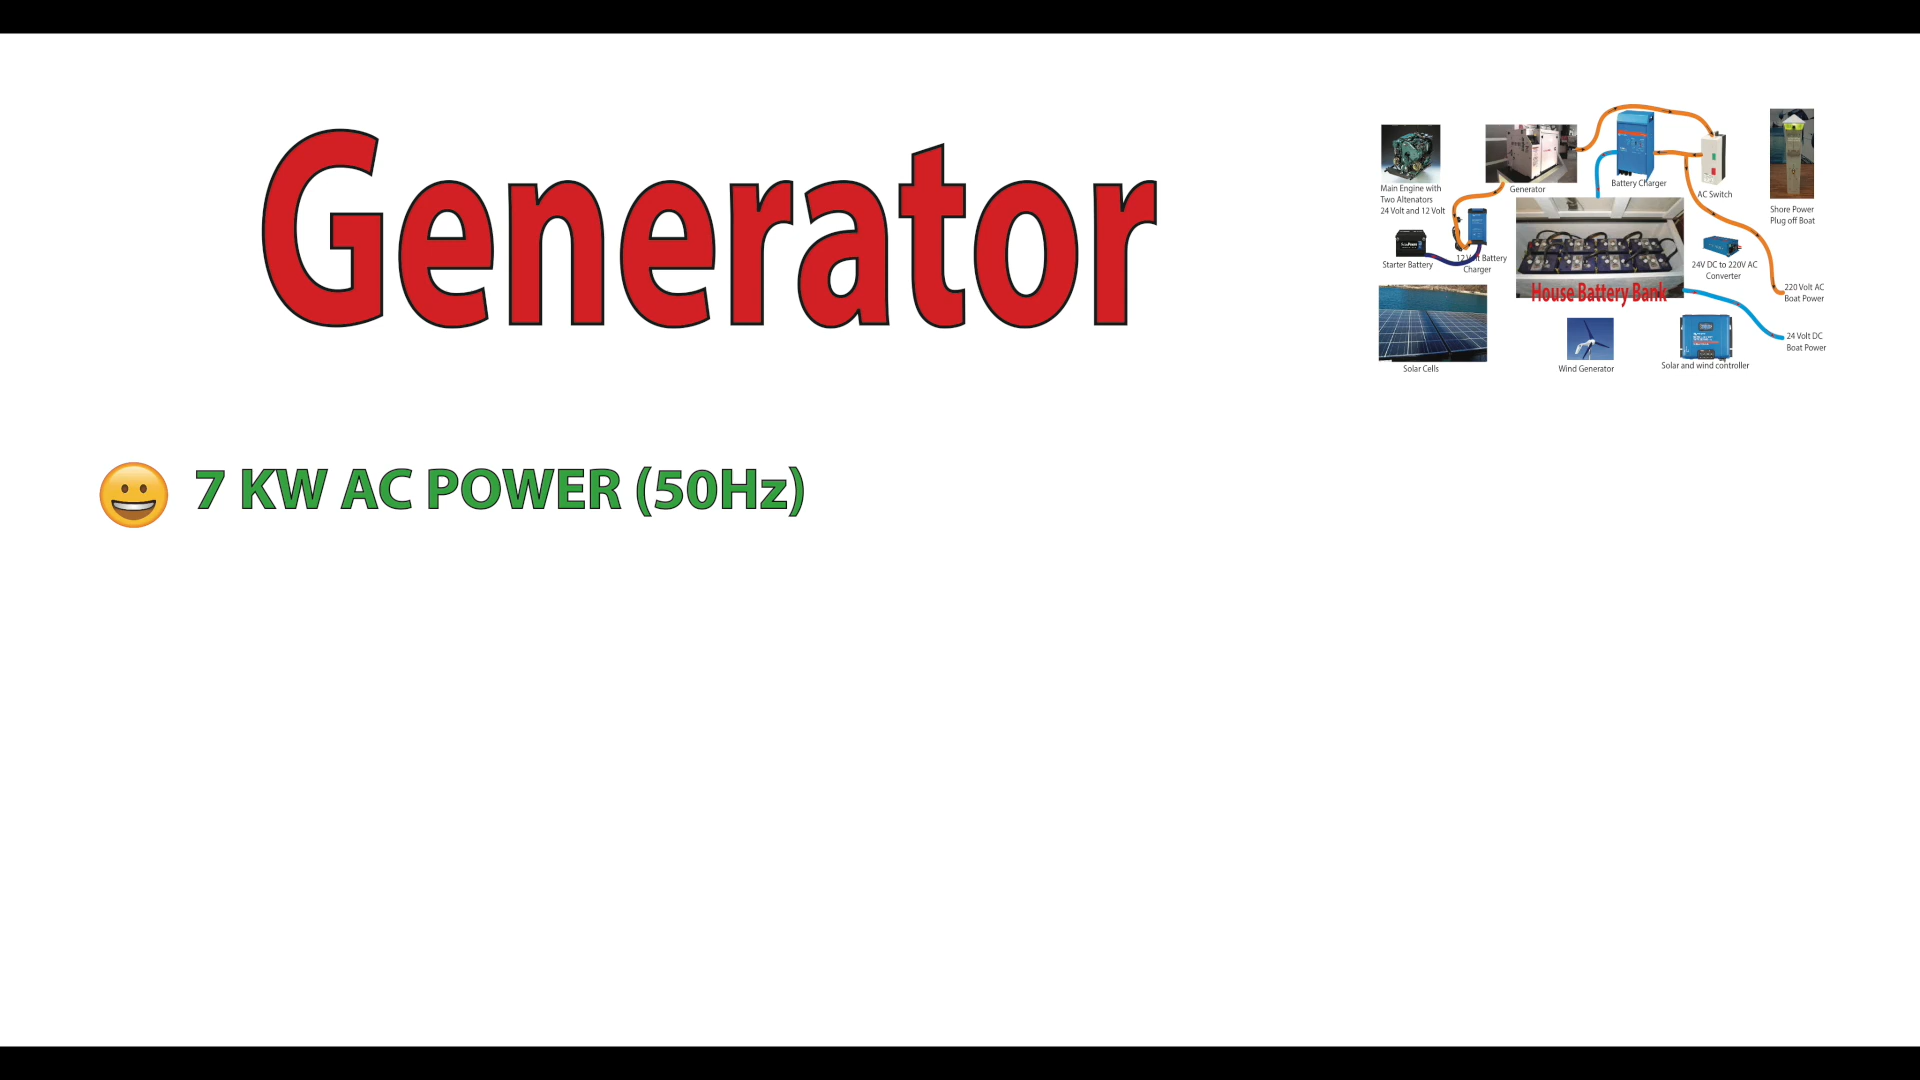 Generator
7 KW AC POWER (50Hz)
Main Engine with
Two Altenators
24 Volt and 12 Volt
Generator
Battery Charger
AC Switch
Shore Power
Plug off Boat
Starter Battery
12 Volt Battery
Charger
24V DC to 220V AC
Converter
House Battery Bank
220 Volt AC
Boat Power
24 Volt DC
Boat Power
Solar Cells
Wind Generator
Solar and wind controller